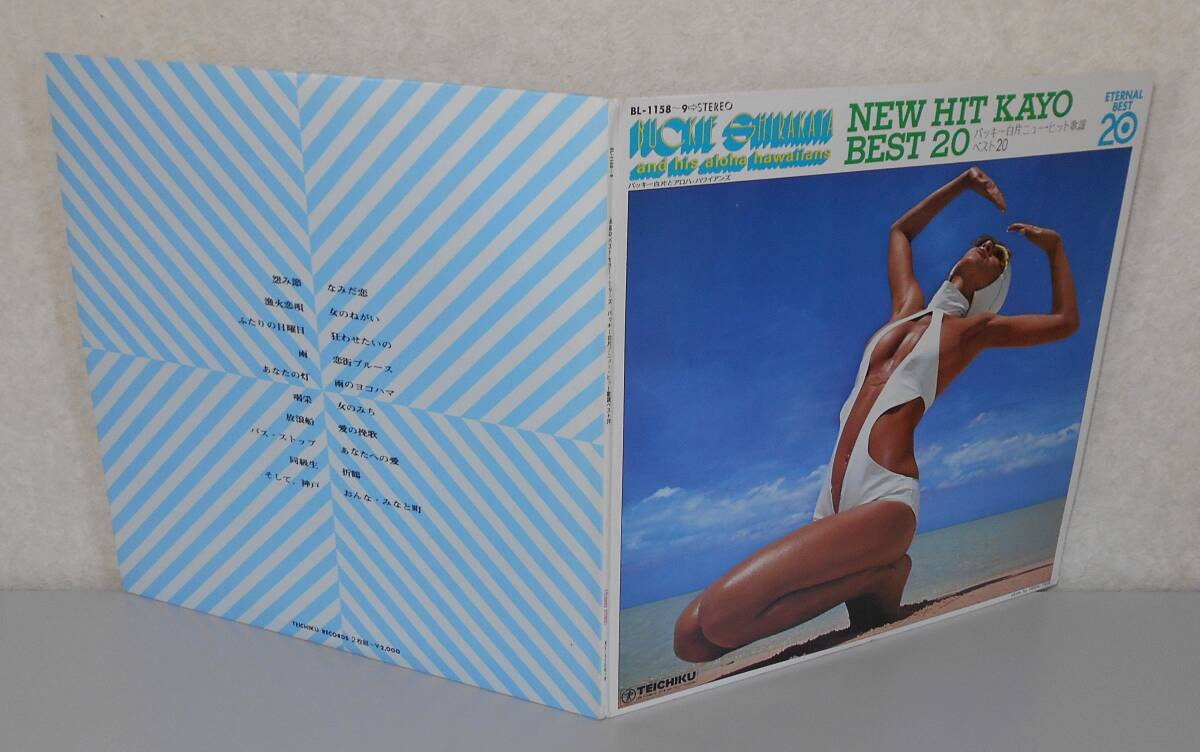 怨み節
漁火恋唄
ふたりの日曜日
雨
あなたの灯
喝采
放浪船
バス・ストップ
同級生
そして、神戸
なみだ恋
女のねがい
狂わせたいの
恋街ブルース
雨のヨコハマ
女のみち
愛の挽歌
あなたへの愛
折鶴
おんな・みなと町
TEICHIKU RECORDS 2枚組・¥2,000
BL-1158~9⇨STEREO
BUCKIE SHIRAKATA
and his aloha hawaiians
バッキー白片とアロハ・ハワイアンズ
NEW HIT KAYO
BEST 20
バッキー白片ニュー・ヒット歌謡
ベスト20
ETERNAL
BEST
20
TEICHIKU